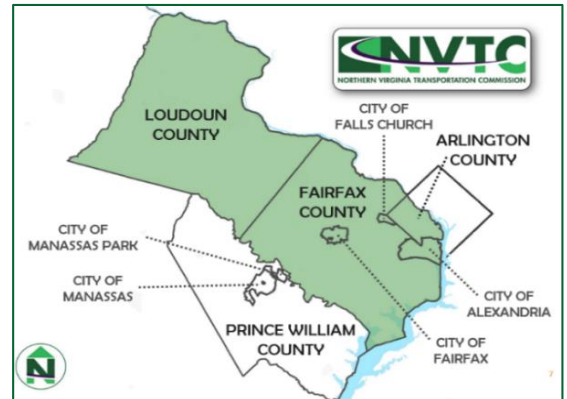 NVTC
NORTHERN VIRGINIA TRANSPORTATION COMMISSION
LOUDOUN
COUNTY
CITY OF
FALLS CHURCH
ARLINGTON
COUNTY
FAIRFAX
COUNTY
CITY OF
MANASSAS PARK
CITY OF
MANASSAS
CITY OF
ALEXANDRIA
PRINCE WILLIAM
COUNTY
CITY OF
FAIRFAX
N
7